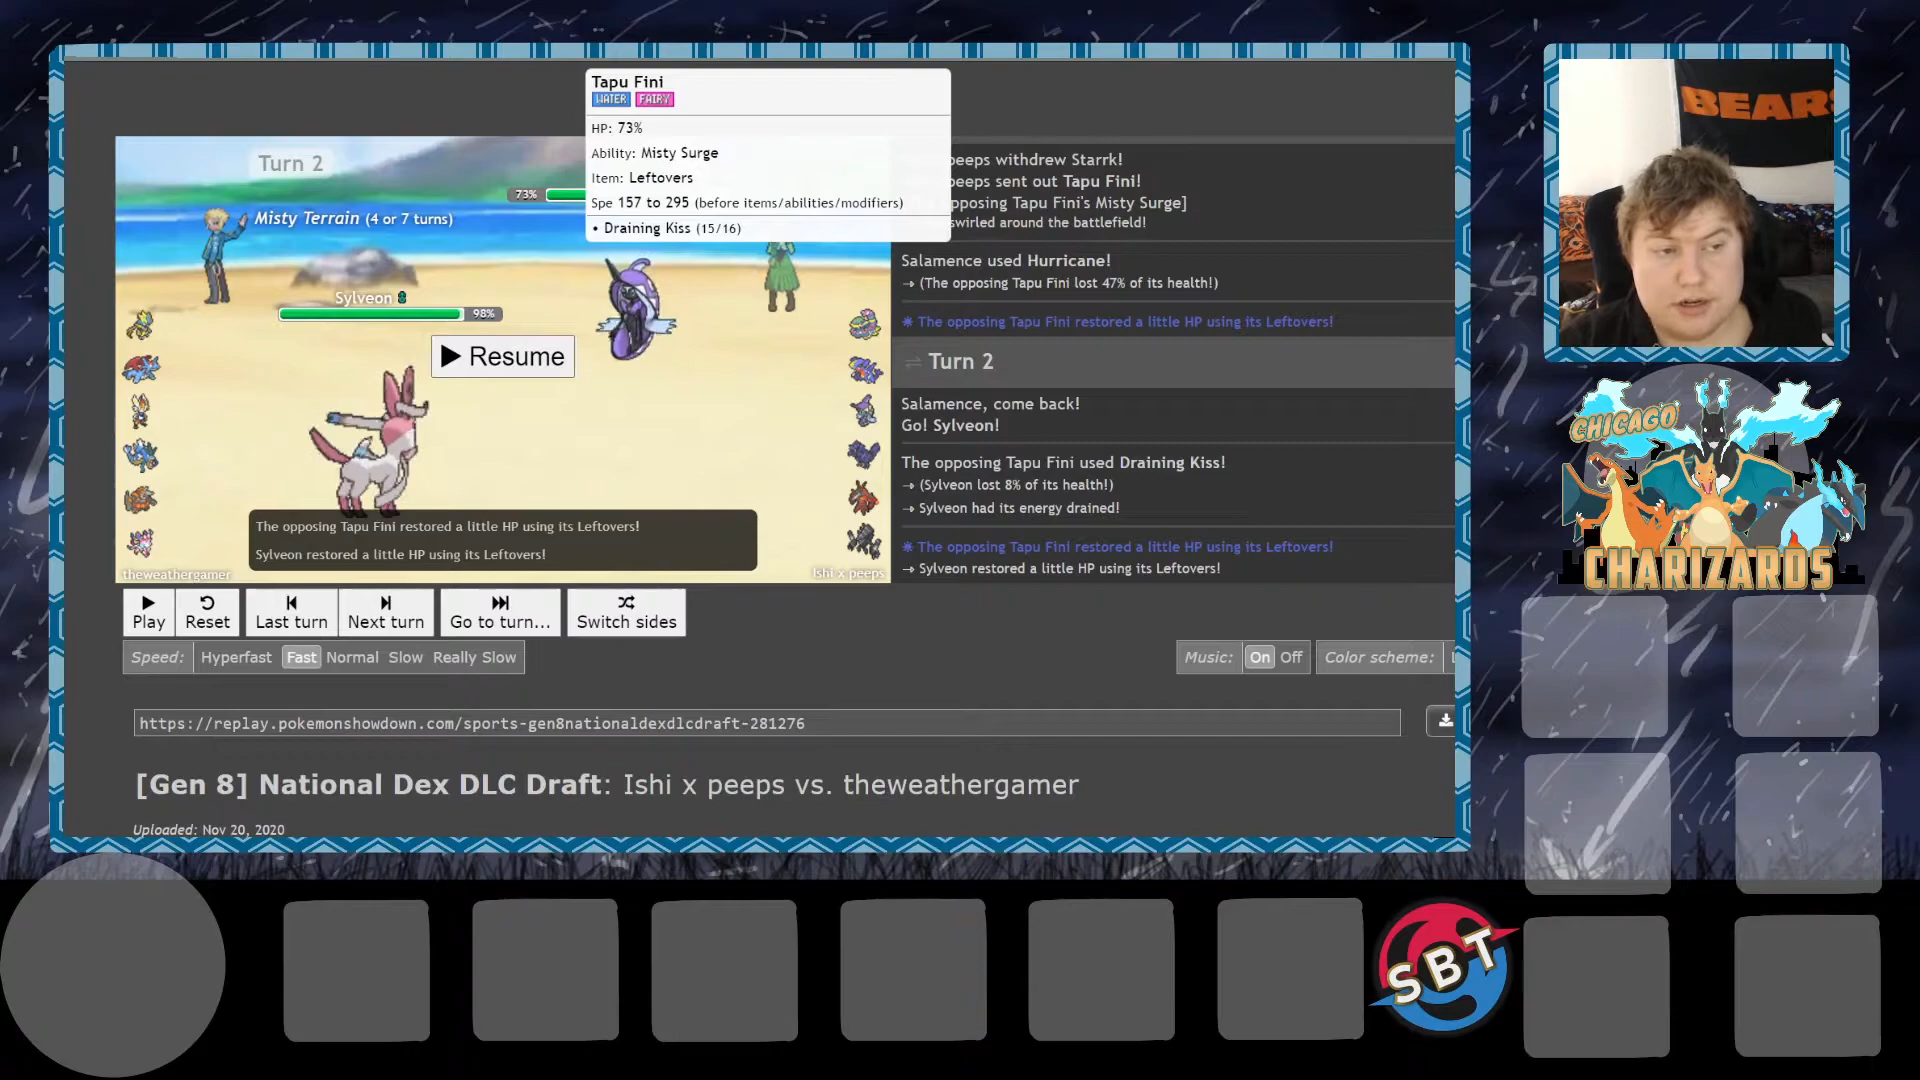 Tapu Fini
WATER FAIRY
HP: 73%
Ability: Misty Surge
Item: Leftovers
Spe 157 to 295 (before items/abilities/modifiers)
• Draining Kiss (15/16)
Turn 2
73%
Misty Terrain (4 or 7 turns)
Sylveon
98%
Resume
The opposing Tapu Fini restored a little HP using its Leftovers!
Sylveon restored a little HP using its Leftovers!
theweathergamer
Ishi x peeps
peeps withdrew Starrk!
peeps sent out Tapu Fini!
opposing Tapu Fini's Misty Surge]
swirled around the battlefield!
Salamence used Hurricane!
→ (The opposing Tapu Fini lost 47% of its health!)
The opposing Tapu Fini restored a little HP using its Leftovers!
Turn 2
Salamence, come back!
Go! Sylveon!
The opposing Tapu Fini used Draining Kiss!
→ (Sylveon lost 8% of its health!)
→ Sylveon had its energy drained!
The opposing Tapu Fini restored a little HP using its Leftovers!
→ Sylveon restored a little HP using its Leftovers!
Play
Reset
Last turn
Next turn
Go to turn...
Switch sides
Speed: Hyperfast Fast Normal Slow Really Slow
Music: On Off
Color scheme:
https://replay.pokemonshowdown.com/sports-gen8nationaldexdlcdraft-281276
[Gen 8] National Dex DLC Draft: Ishi x peeps vs. theweathergamer
Uploaded: Nov 20, 2020
BEARS
CHICAGO
CHARIZARDS
SBT